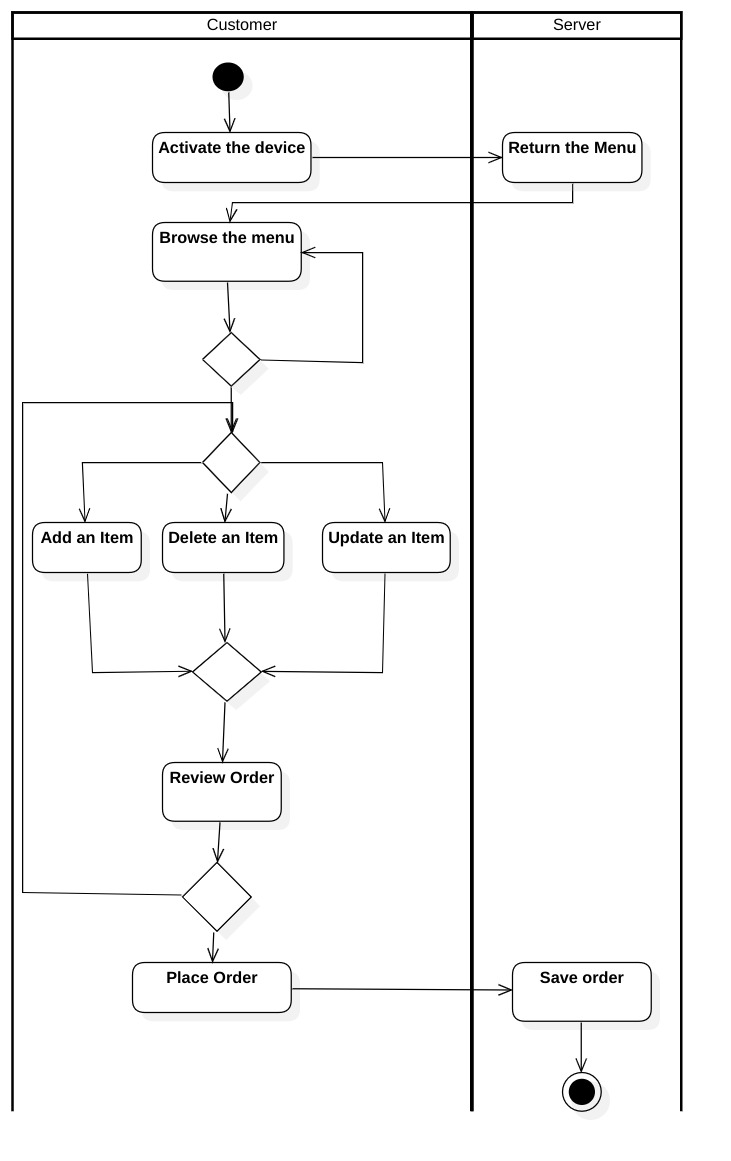 Customer
Server
Activate the device
Return the Menu
Browse the menu
Add an Item
Delete an Item
Update an Item
Review Order
Place Order
Save order